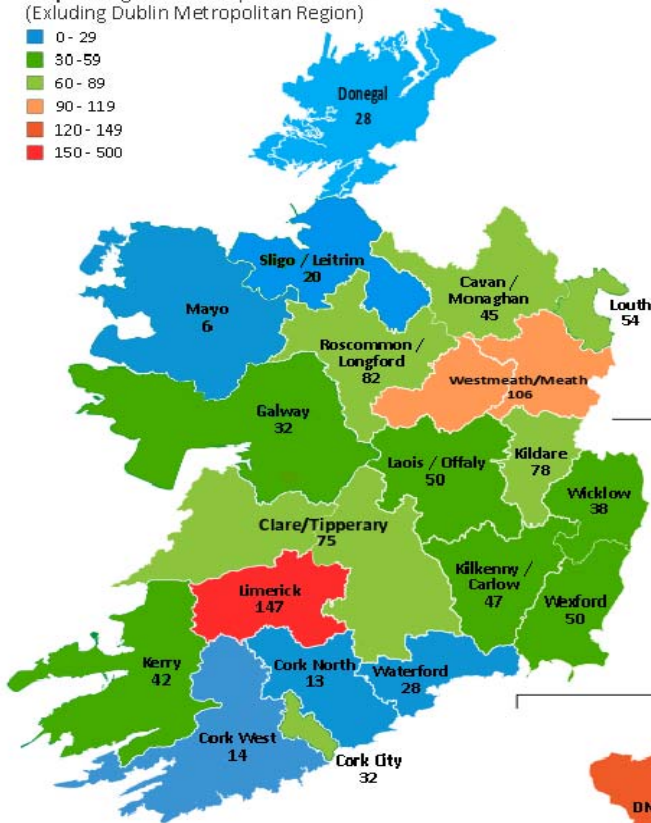 (Exluding Dublin Metropolitan Region)
0 - 29
30 - 59
60 - 89
90 - 119
120 - 149
150 - 500
Donegal
28
Sligo / Leitrim
20
Mayo
6
Cavan /
Monaghan
45
Louth
54
Roscommon /
Longford
82
Westmeath/Meath
106
Galway
32
Laois / Offaly
50
Kildare
78
Wicklow
38
Clare/Tipperary
75
Limerick
147
Kilkenny /
Carlow
47
Wexford
50
Kerry
42
Cork North
13
Waterford
28
Cork West
14
Cork City
32
DN